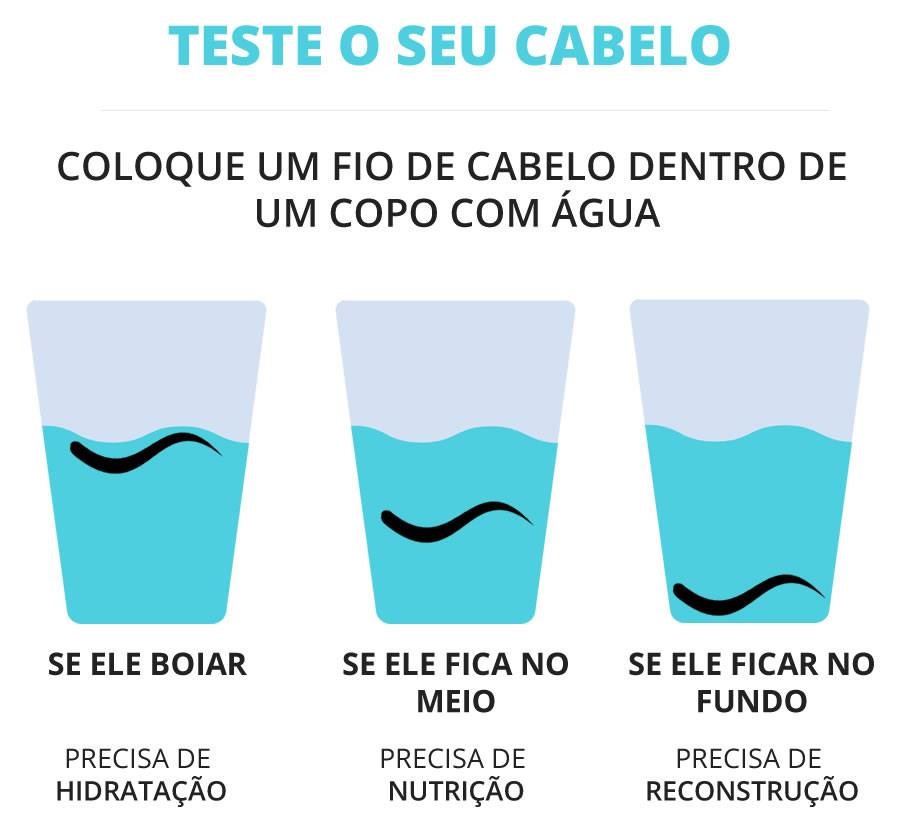 TESTE O SEU CABELO
COLOQUE UM FIO DE CABELO DENTRO DE
UM COPO COM ÁGUA
SE ELE BOIAR
PRECISA DE
HIDRATAÇÃO
SE ELE FICA NO
MEIO
PRECISA DE
NUTRIÇÃO
SE ELE FICAR NO
FUNDO
PRECISA DE
RECONSTRUÇÃO